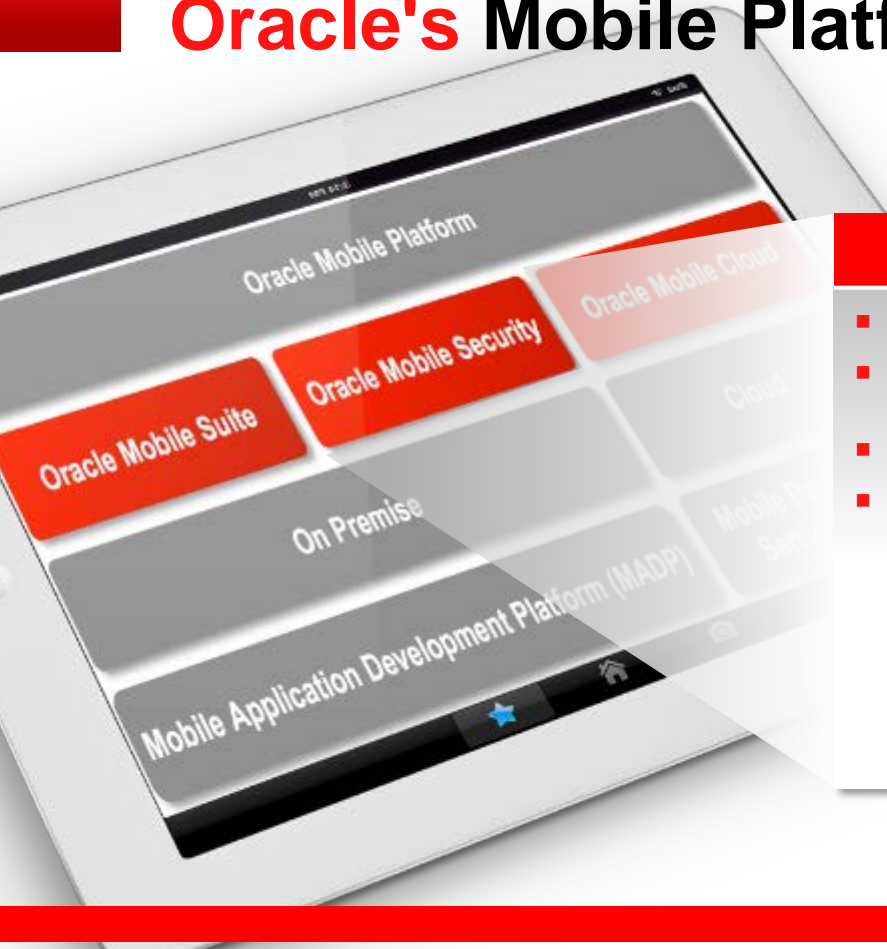 Oracle's Mobile Platf
Oracle Mobile Platform
Oracle Mobile Suite
Oracle Mobile Security
Oracle Mobile Cloud
On Premise
Cloud
Mobile Application Development Platform (MADP)
Mobile